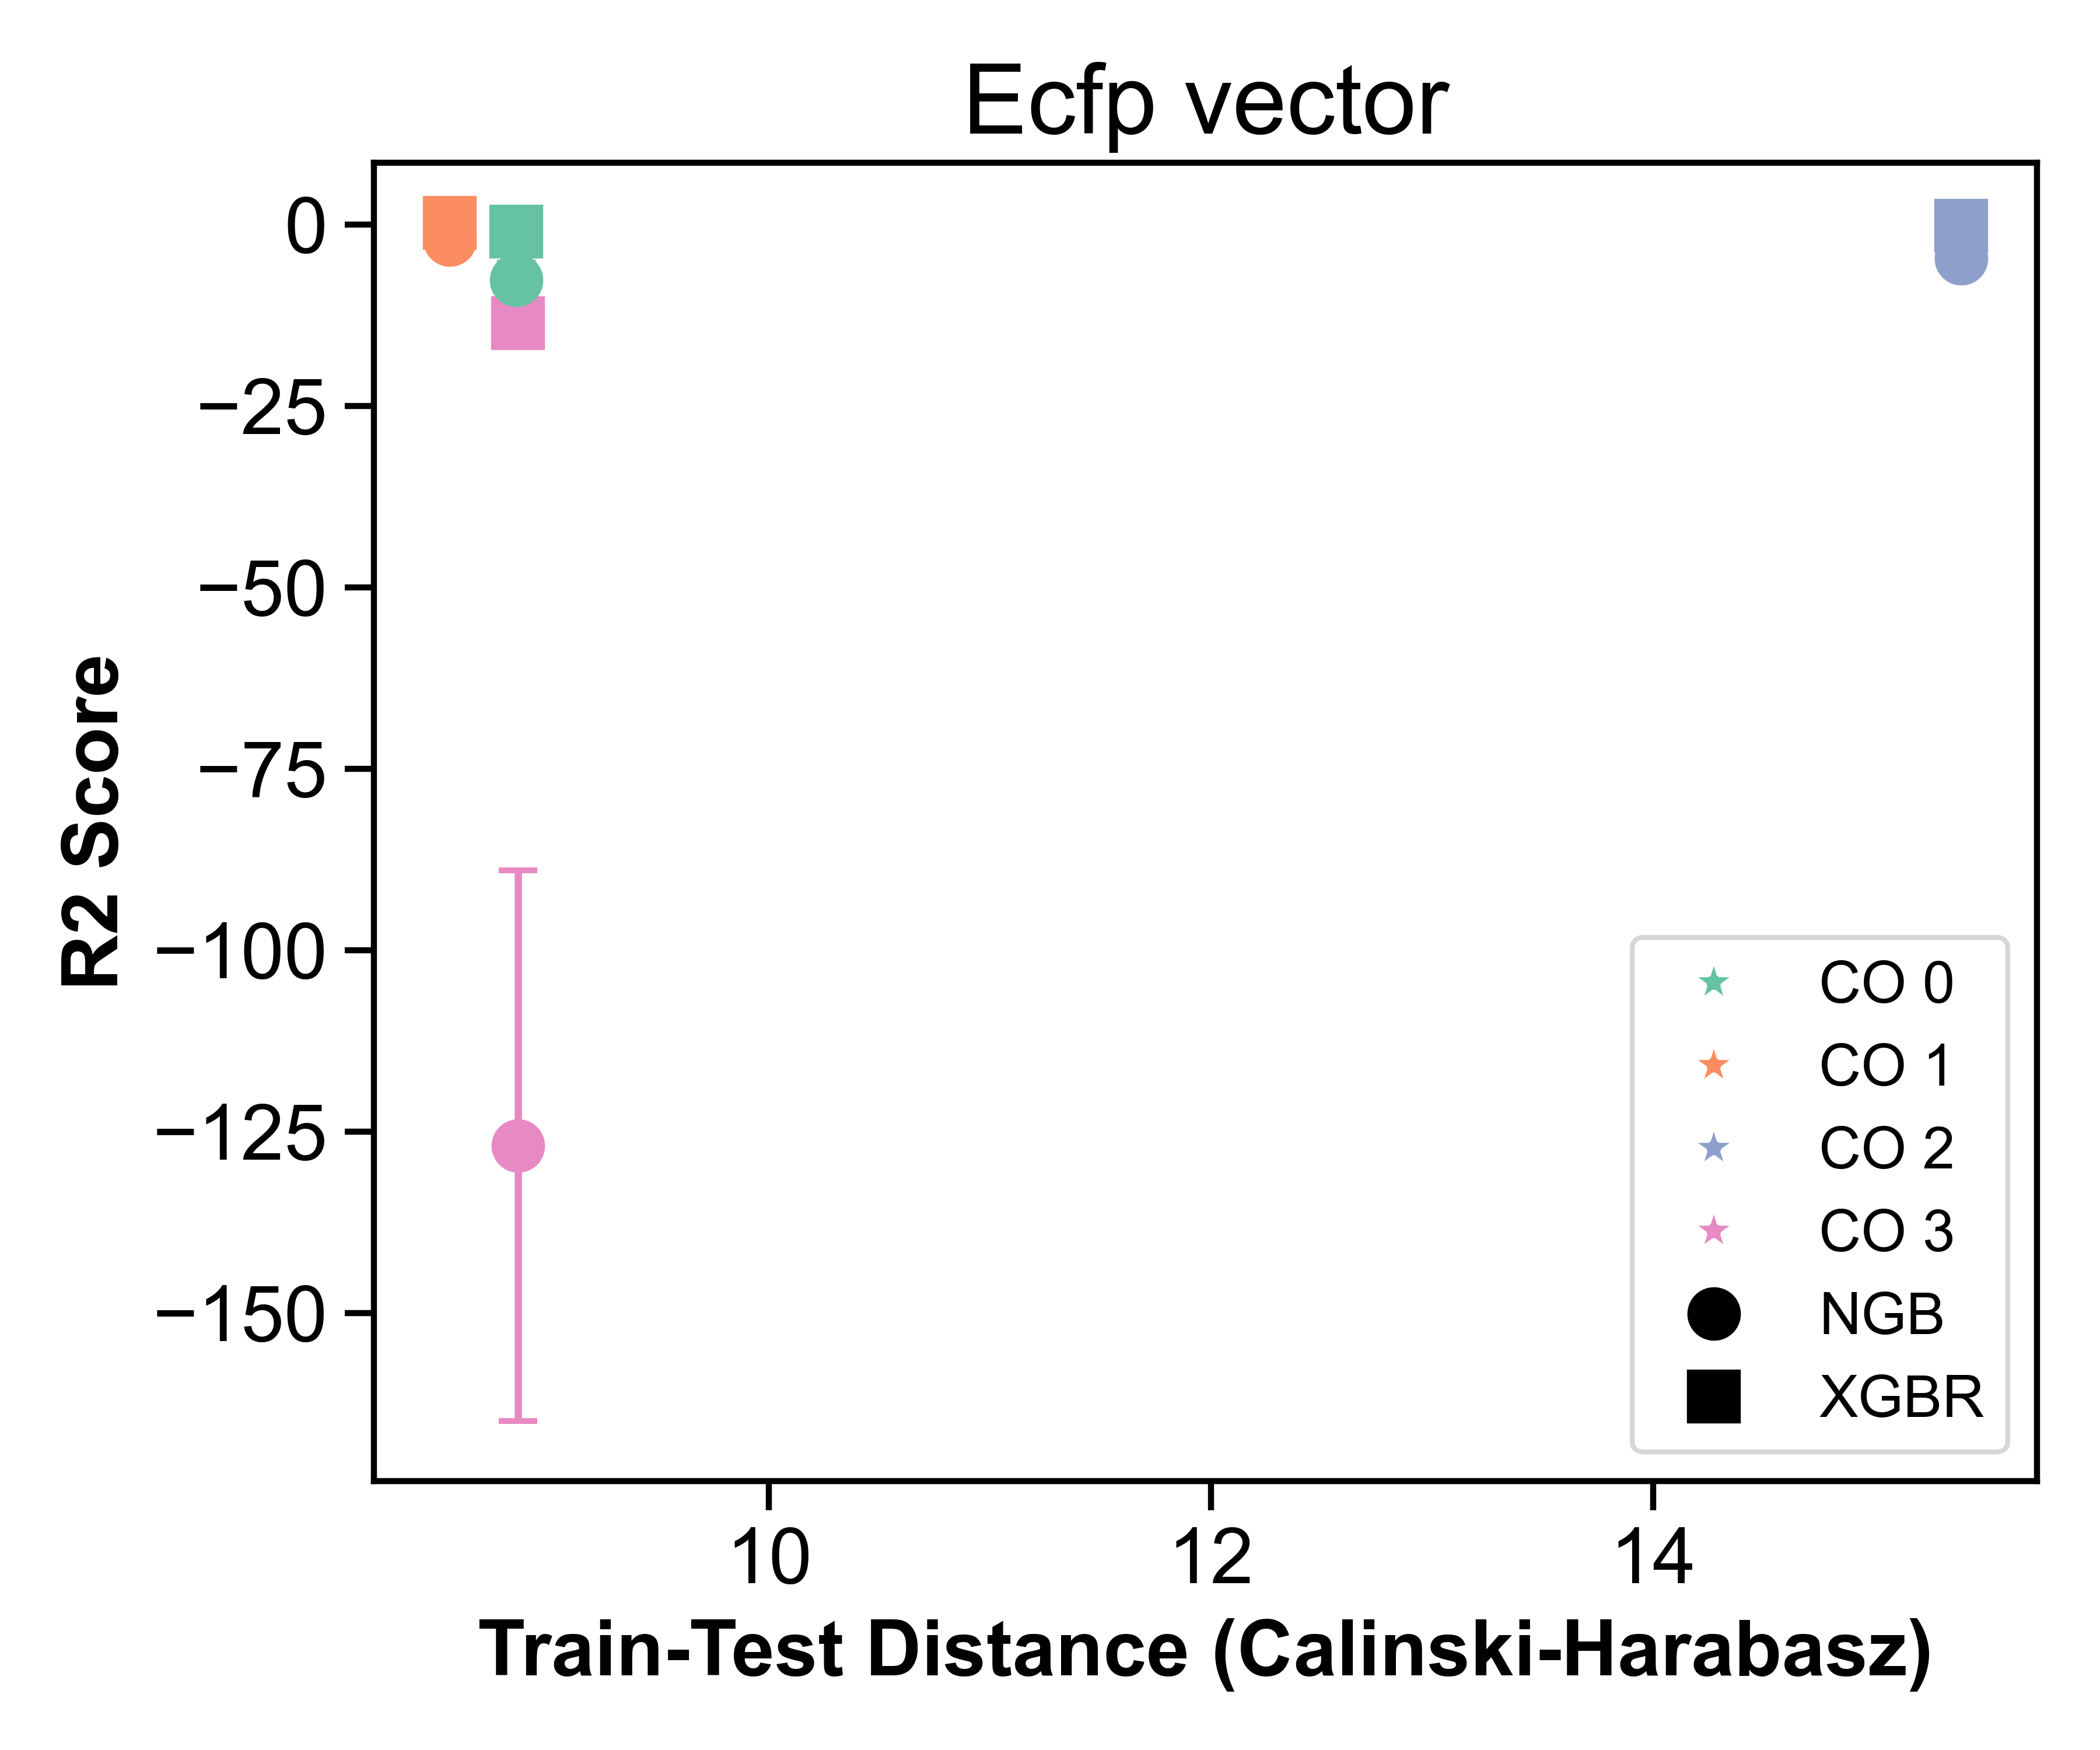 Ecfp vector
0
−25
−50
−75
−100
−125
−150
R2 Score
CO 0
CO 1
CO 2
CO 3
NGB
XGBR
10 12 14
Train-Test Distance (Calinski-Harabasz)